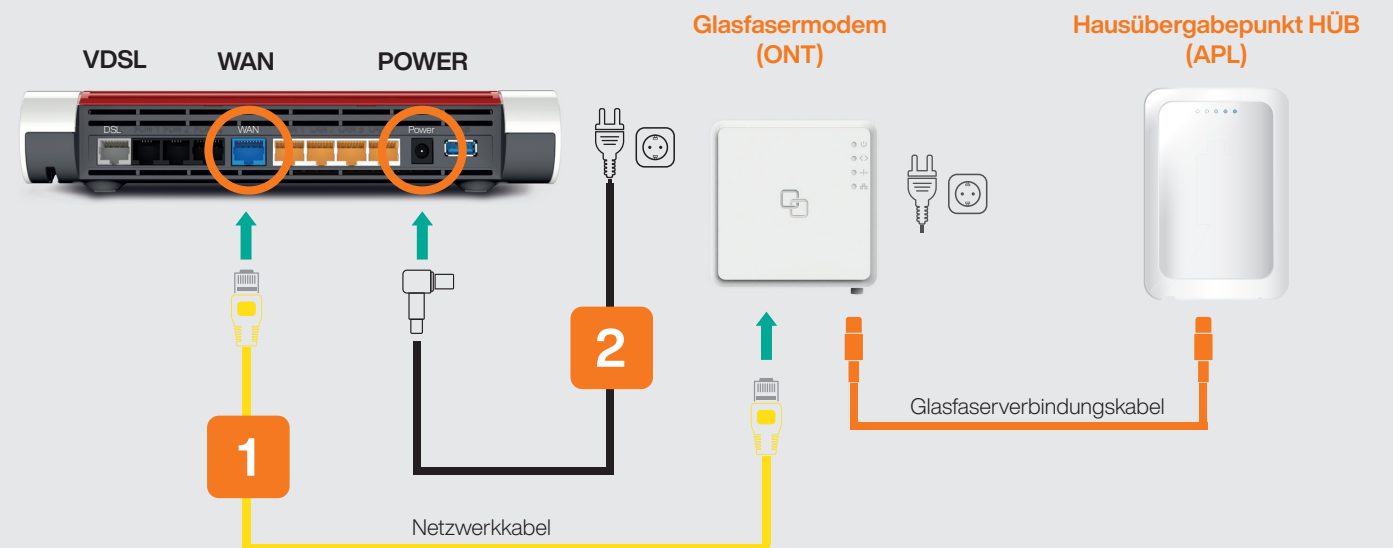 Glasfasermodem
(ONT)
Hausübergabepunkt HÜB
(APL)
VDSL
WAN
POWER
DSL
WAN
Power
2
Glasfaserverbindungskabel
1
Netzwerkkabel